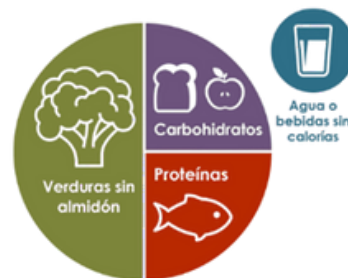 Verduras sin
almidón
Carbohidratos
Proteínas
Agua o
bebidas sin
calorías